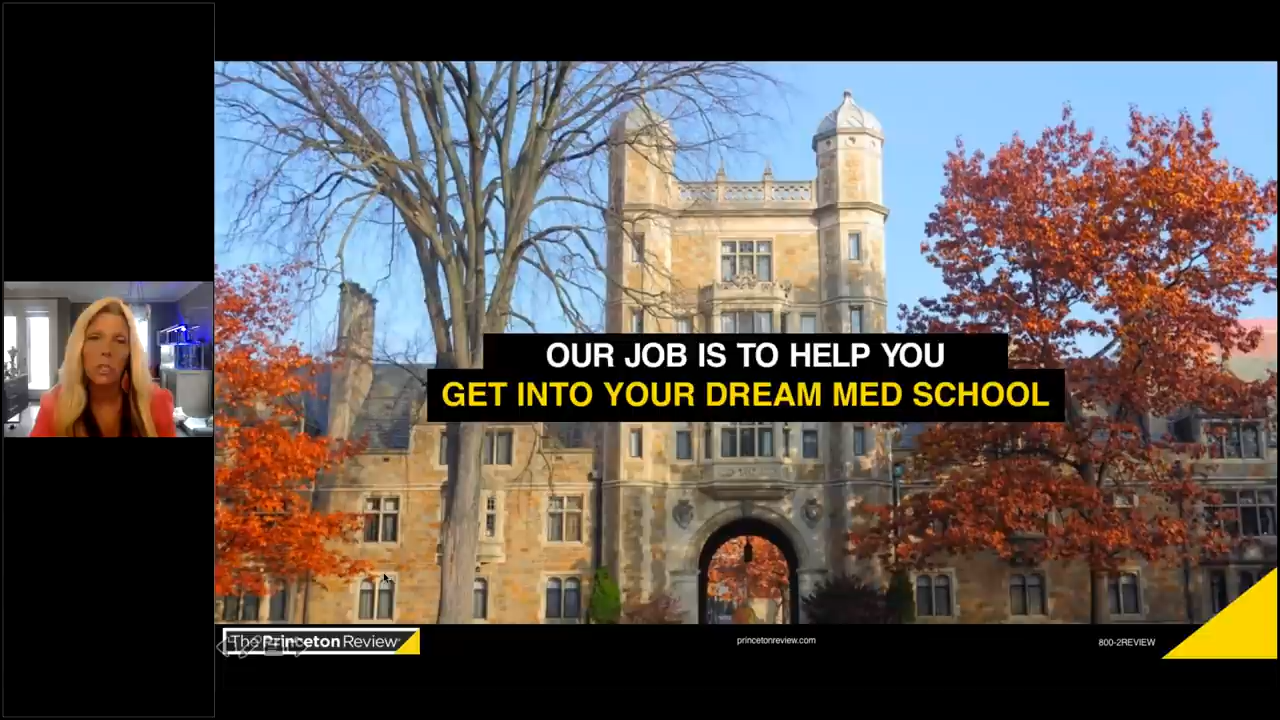 OUR JOB IS TO HELP YOU
GET INTO YOUR DREAM MED SCHOOL
The Princeton Review
princetonreview.com
800-2REVIEW